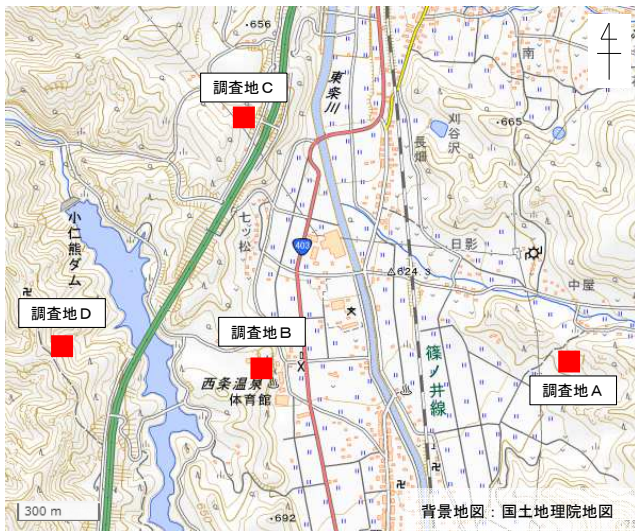 ・656
南
調査地C
東条川
刈谷沢
・665
長畑
小仁熊ダム
七ッ松
403
日影
△624.3
中屋
調査地D
調査地B
文
西条温泉
体育館
篠ノ井線
調査地A
300 m
・692
背景地図：国土地理院地図